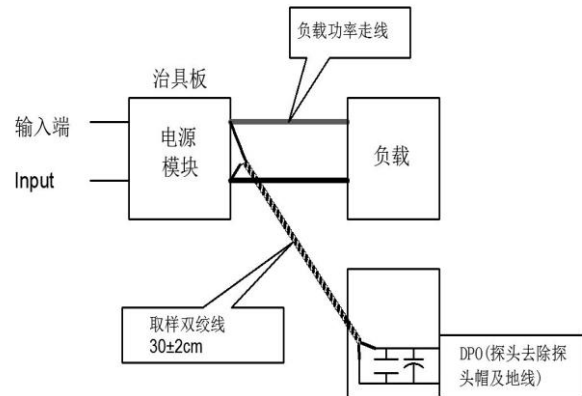 负载功率走线
治具板
输入端
Input
电源
模块
负载
取样双绞线
30±2cm
DPO(探头去除探
头帽及地线)